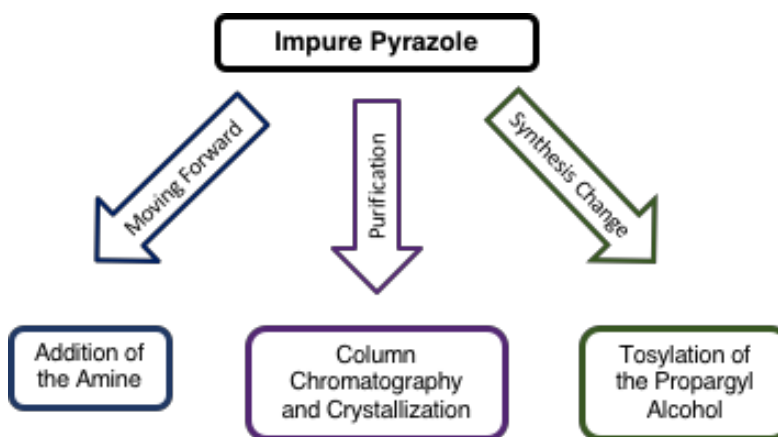 Impure Pyrazole
Moving Forward
Purification
Synthesis Change
Addition of
the Amine
Column
Chromatography
and Crystallization
Tosylation of
the Propargyl
Alcohol